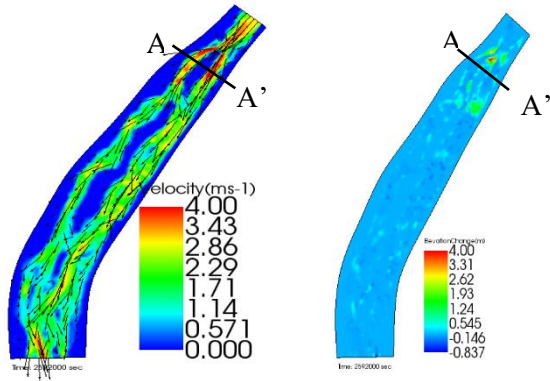 A
A'
Velocity(ms-1)
4.00
3.43
2.86
2.29
1.71
1.14
0.571
0.000
Time: 2592000 sec
A
A'
ElevationChange(m)
4.00
3.31
2.62
1.93
1.24
0.545
-0.146
-0.837
Time: 2592000 sec